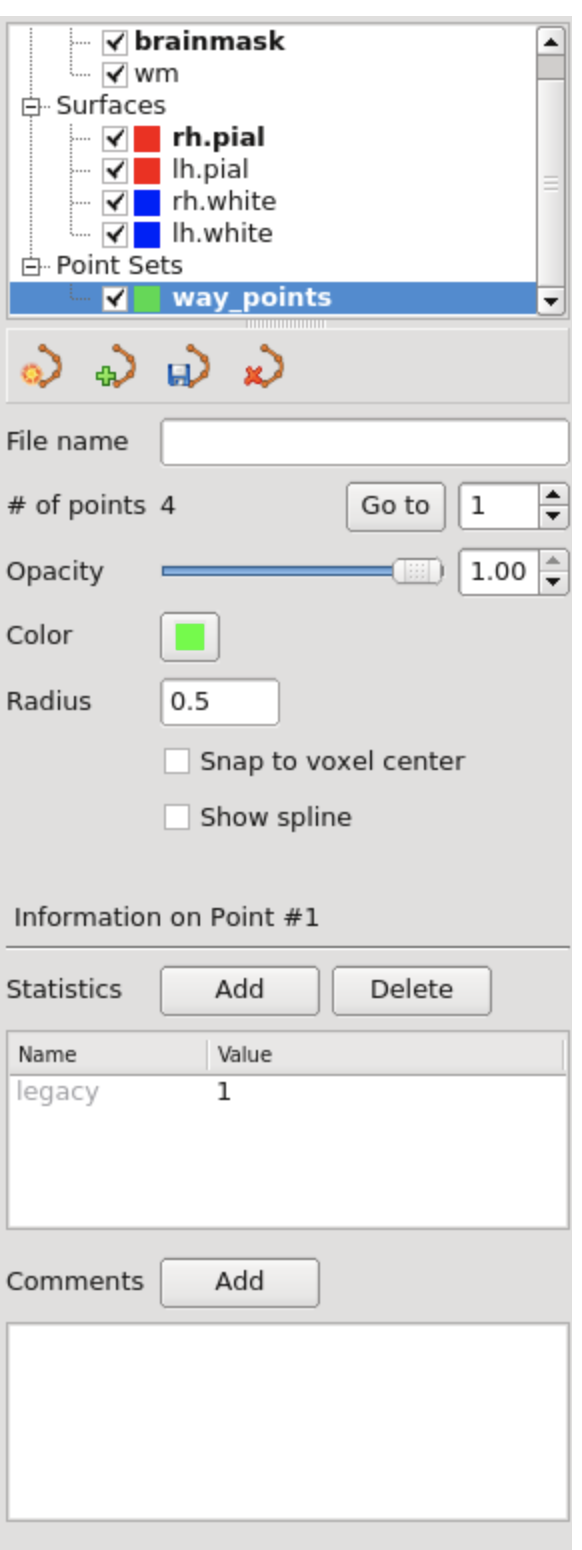 brainmask
wm
Surfaces
rh.pial
lh.pial
rh.white
lh.white
Point Sets
way_points
File name
# of points 4 Go to 1
Opacity 1.00
Color
Radius 0.5
Snap to voxel center
Show spline
Information on Point #1
Statistics Add Delete
Name Value
legacy 1
Comments Add